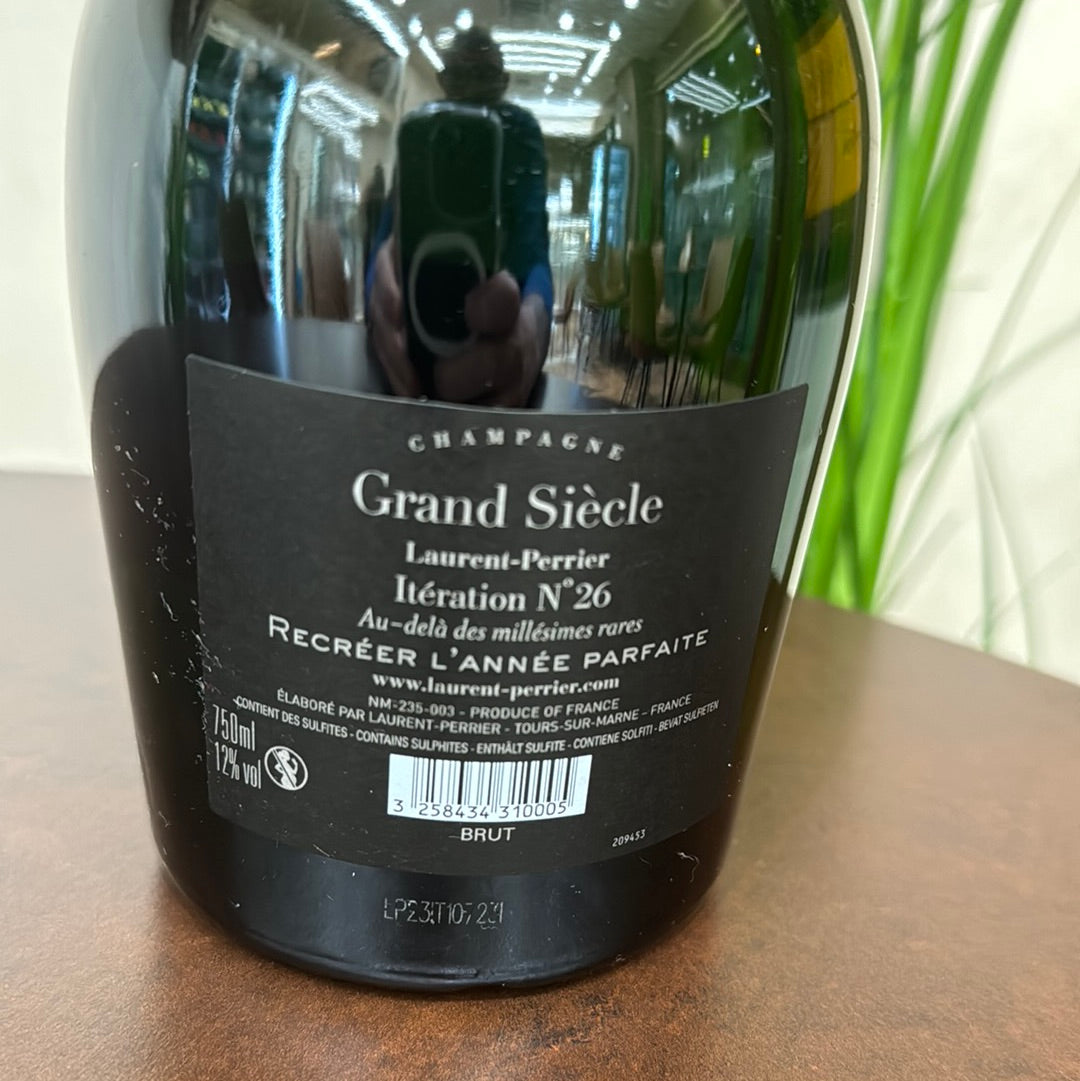 CHAMPAGNE
Grand Siècle
Laurent-Perrier
Itération N°26
Au-delà des millésimes rares
RECRÉER L'ANNÉE PARFAITE
www.laurent-perrier.com
NM-235-003 - PRODUCE OF FRANCE
ÉLABORÉ PAR LAURENT-PERRIER - TOURS-SUR-MARNE - FRANCE
CONTIENT DES SULFITES - CONTAINS SULPHITES - ENTHÄLT SULFITE - CONTIENE SOLFITI - BEVAT SULFIETEN
750ml
12% vol
3 258434 310005
BRUT
209453